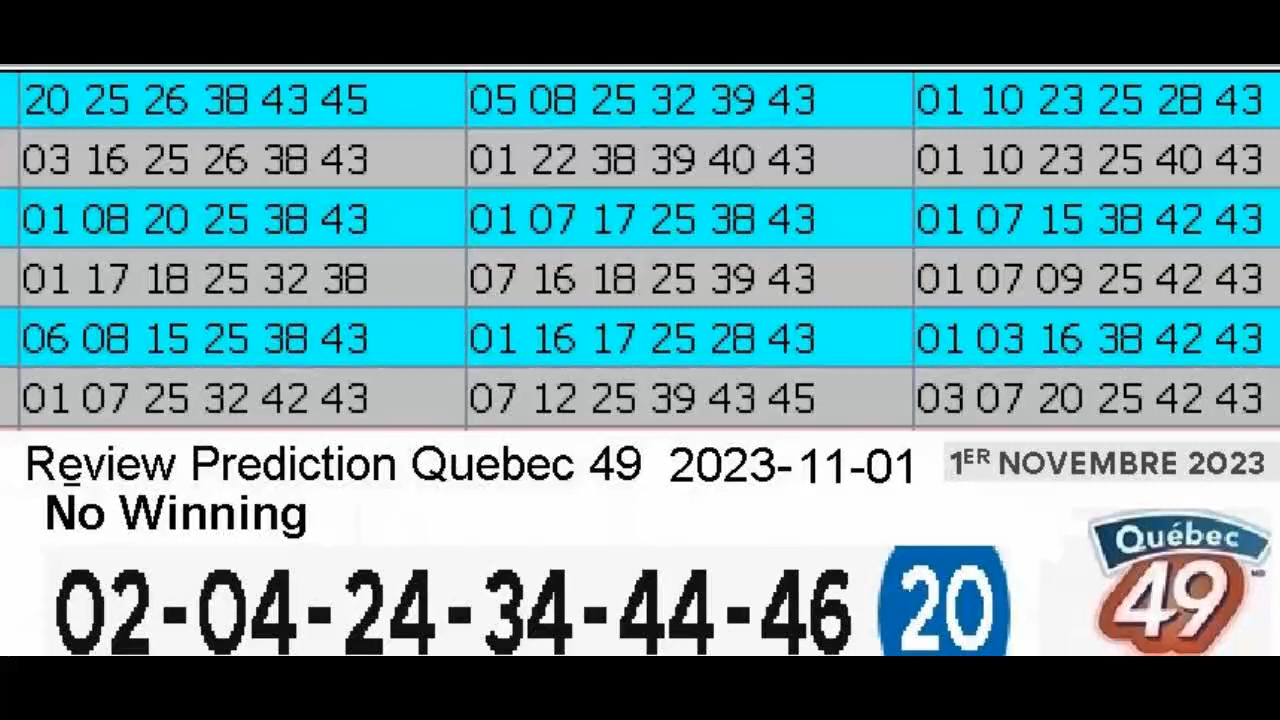 20 25 26 38 43 45 05 08 25 32 39 43 01 10 23 25 28 43
03 16 25 26 38 43 01 22 38 39 40 43 01 10 23 25 40 43
01 08 20 25 38 43 01 07 17 25 38 43 01 07 15 38 42 43
01 17 18 25 32 38 07 16 18 25 39 43 01 07 09 25 42 43
06 08 15 25 38 43 01 16 17 25 28 43 01 03 16 38 42 43
01 07 25 32 42 43 07 12 25 39 43 45 03 07 20 25 42 43
Review Prediction Quebec 49 2023-11-01 1ER NOVEMBRE 2023
No Winning
02-04-24-34-44-46 20
Québec
49